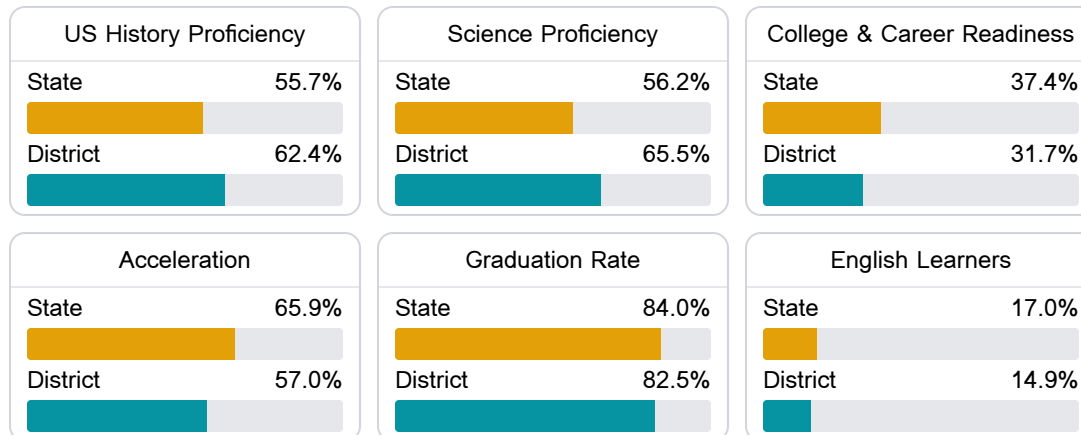 US History Proficiency
State 55.7%
District 62.4%
Science Proficiency
State 56.2%
District 65.5%
College & Career Readiness
State 37.4%
District 31.7%
Acceleration
State 65.9%
District 57.0%
Graduation Rate
State 84.0%
District 82.5%
English Learners
State 17.0%
District 14.9%